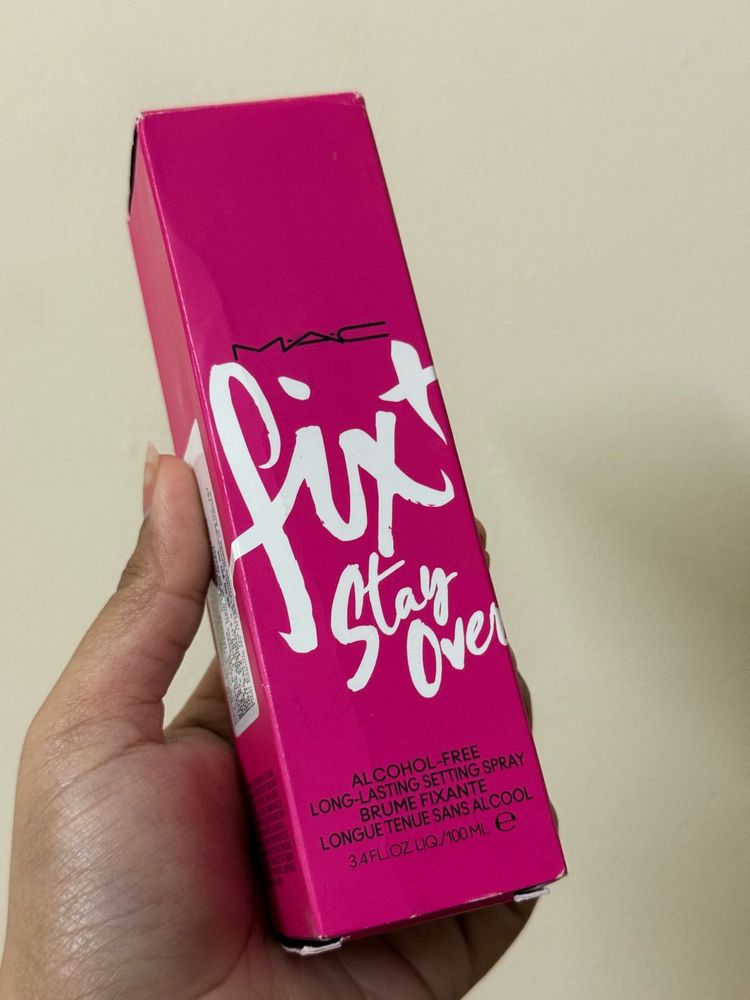 M·A·C
fix+
Stay
Over
ALCOHOL-FREE
LONG-LASTING SETTING SPRAY
BRUME FIXANTE
LONGUE TENUE SANS ALCOOL
3.4 FL.OZ. LIQ./100 ML ℮